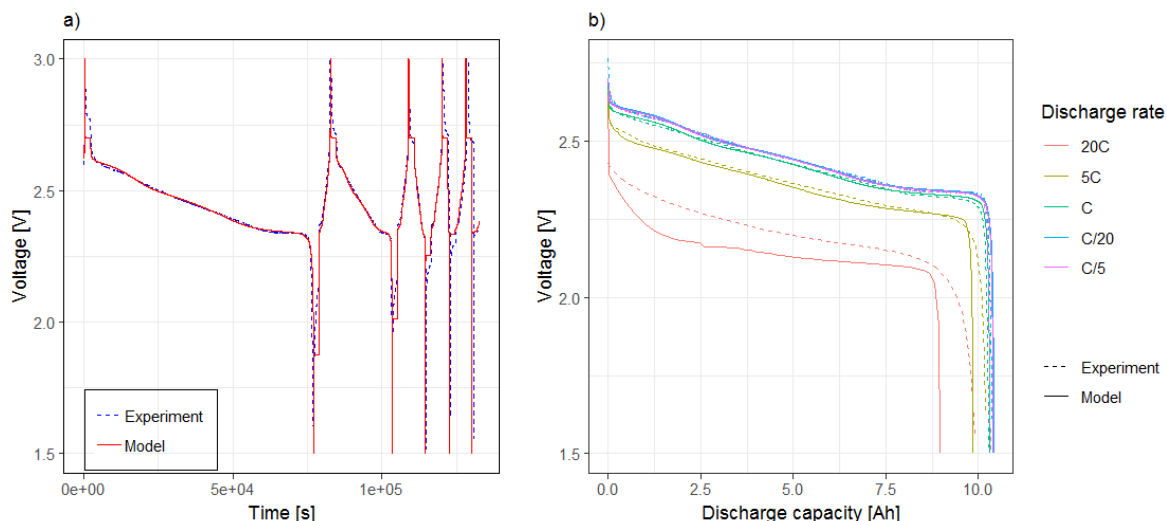 a)
3.0
2.5
2.0
1.5
Voltage [V]
0e+00
5e+04
1e+05
Time [s]
Experiment
Model
b)
2.5
2.0
1.5
Voltage [V]
0.0
2.5
5.0
7.5
10.0
Discharge capacity [Ah]
Discharge rate
20C
5C
C
C/20
C/5
Experiment
Model